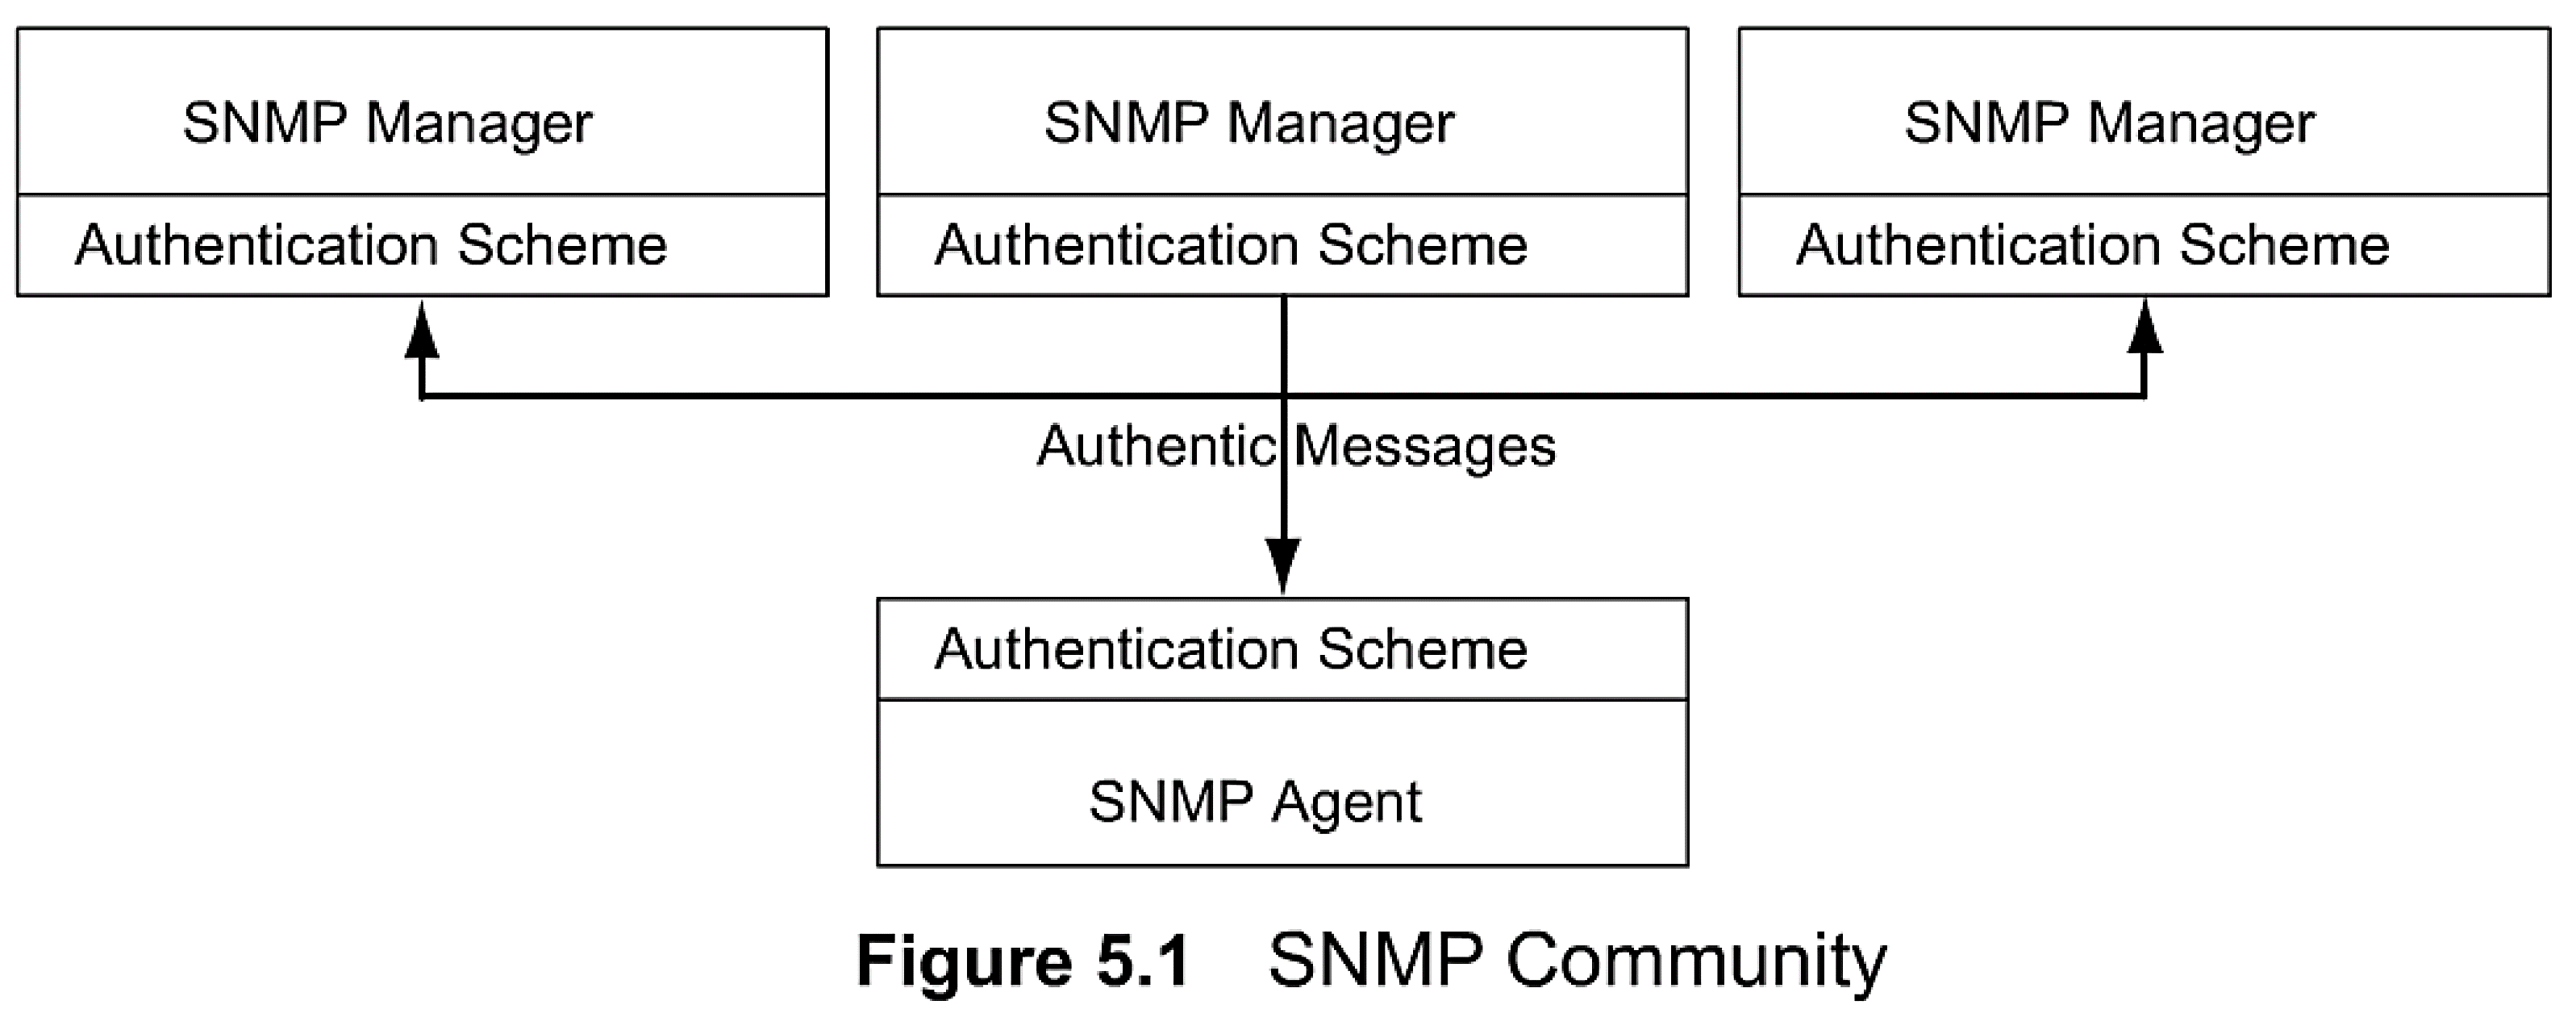 SNMP Manager
Authentication Scheme
SNMP Manager
Authentication Scheme
SNMP Manager
Authentication Scheme
Authentic Messages
Authentication Scheme
SNMP Agent
Figure 5.1 SNMP Community